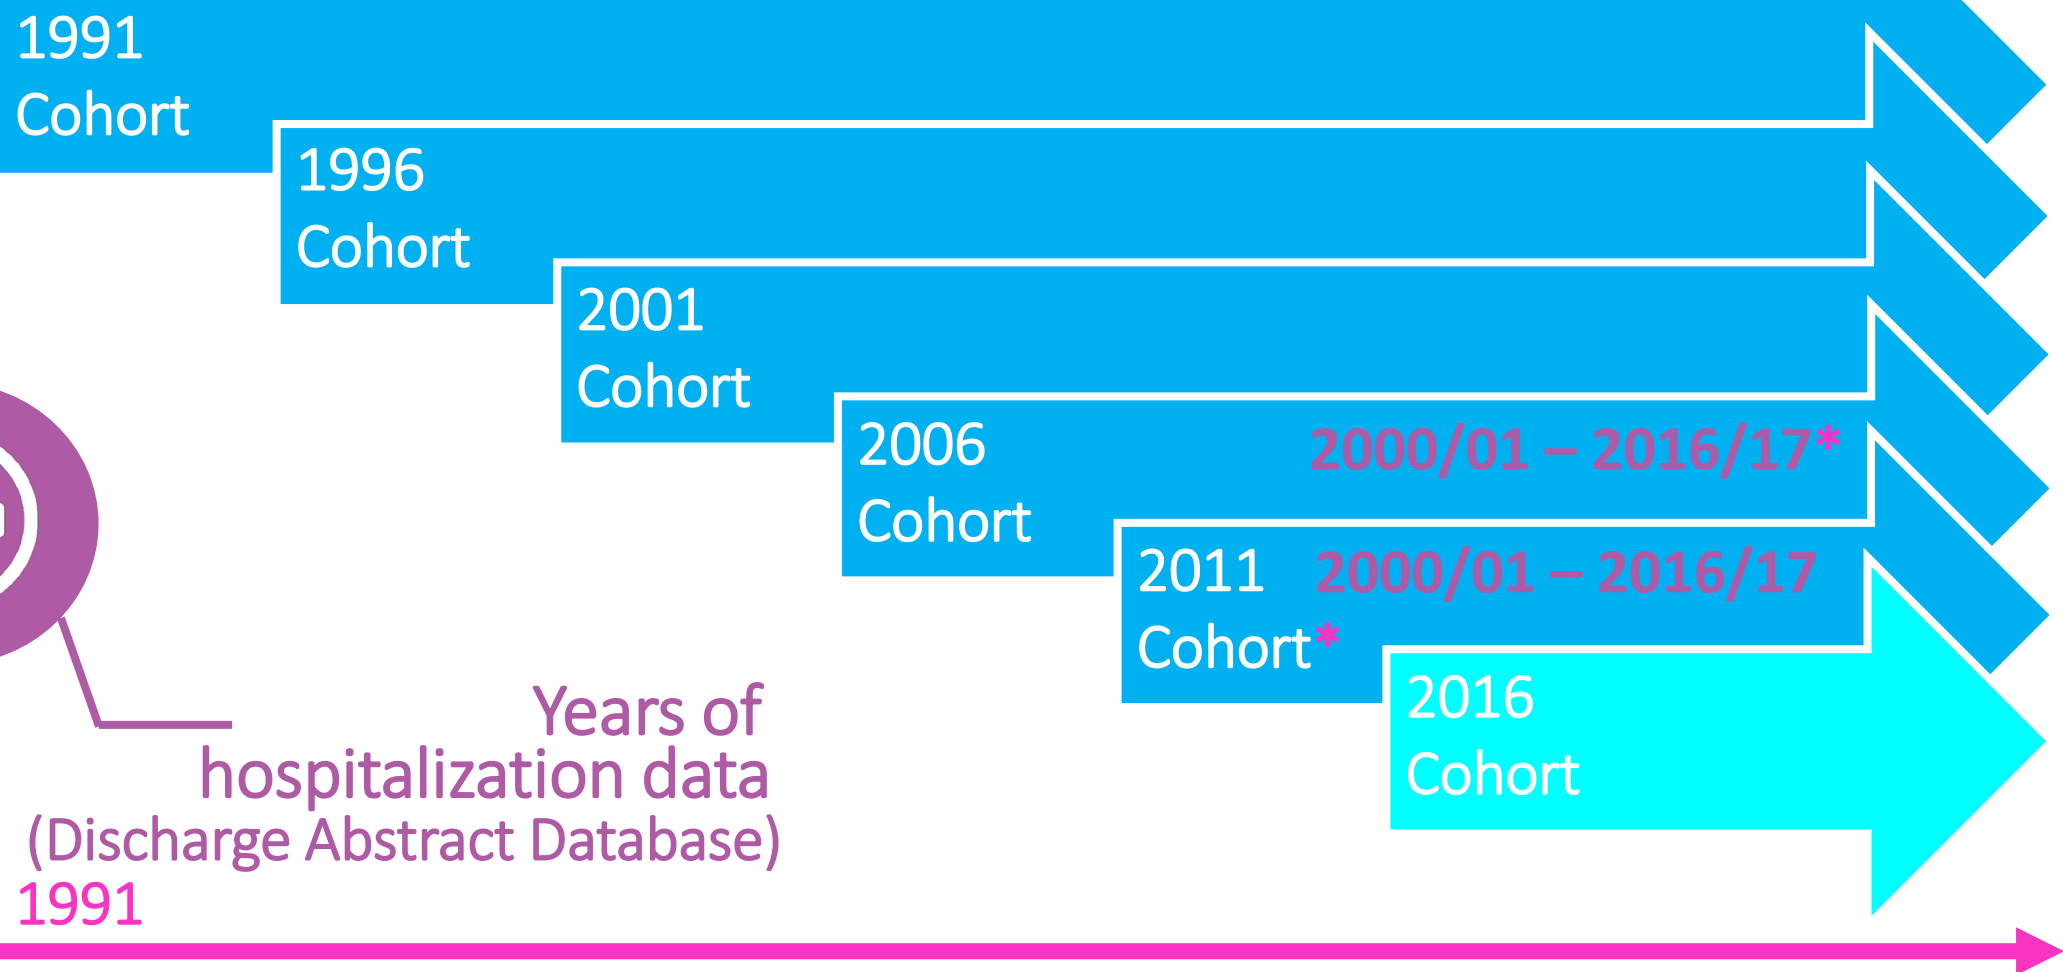 1991
Cohort
1996
Cohort
2001
Cohort
2006
Cohort
2000/01 – 2016/17*
2011
Cohort*
2000/01 – 2016/17
2016
Cohort
Years of
hospitalization data
(Discharge Abstract Database)
1991